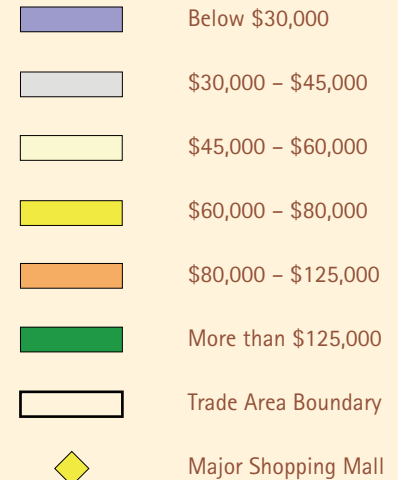 Below $30,000
$30,000 – $45,000
$45,000 – $60,000
$60,000 – $80,000
$80,000 – $125,000
More than $125,000
Trade Area Boundary
Major Shopping Mall